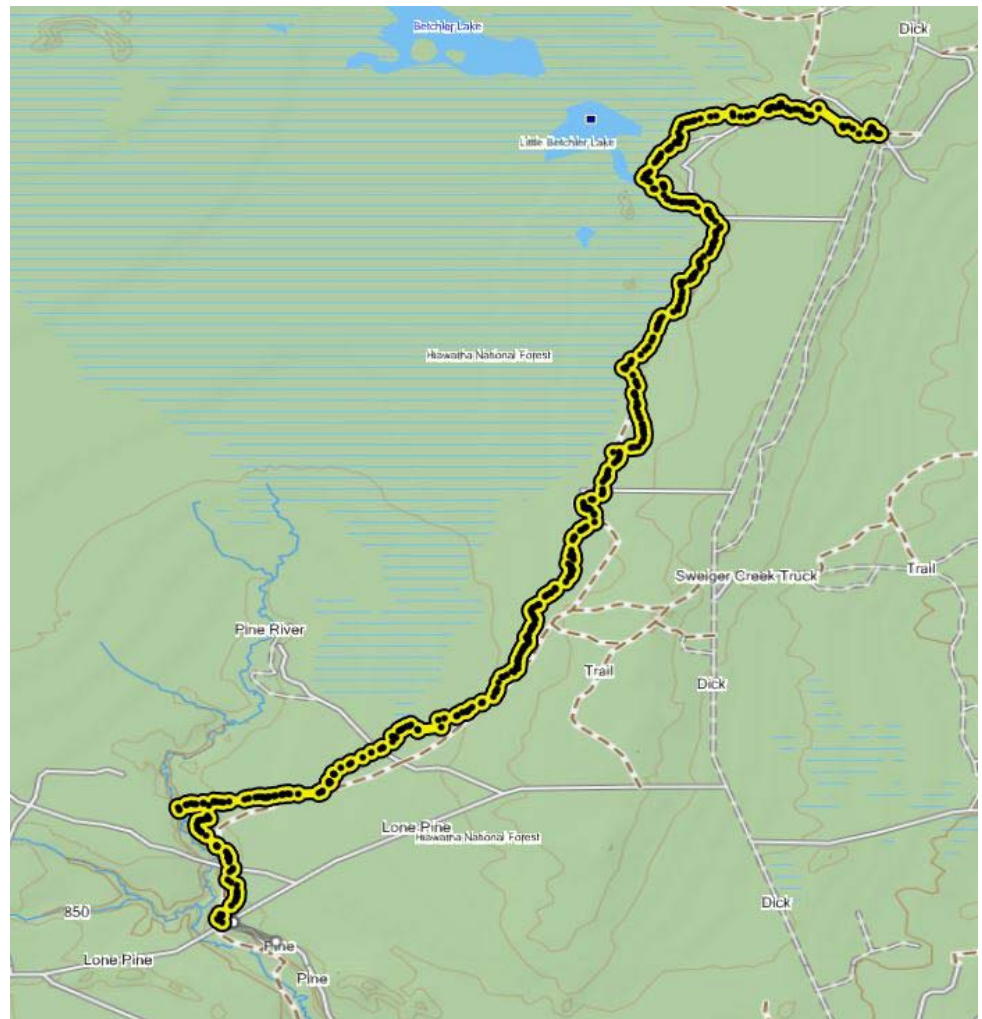 Betchler Lake
Dick
Little Betchler Lake
Hiawatha National Forest
Sweiger Creek Truck
Trail
Pine River
Trail
Dick
Lone Pine
Hiawatha National Forest
Dick
850
Pine
Lone Pine
Pine